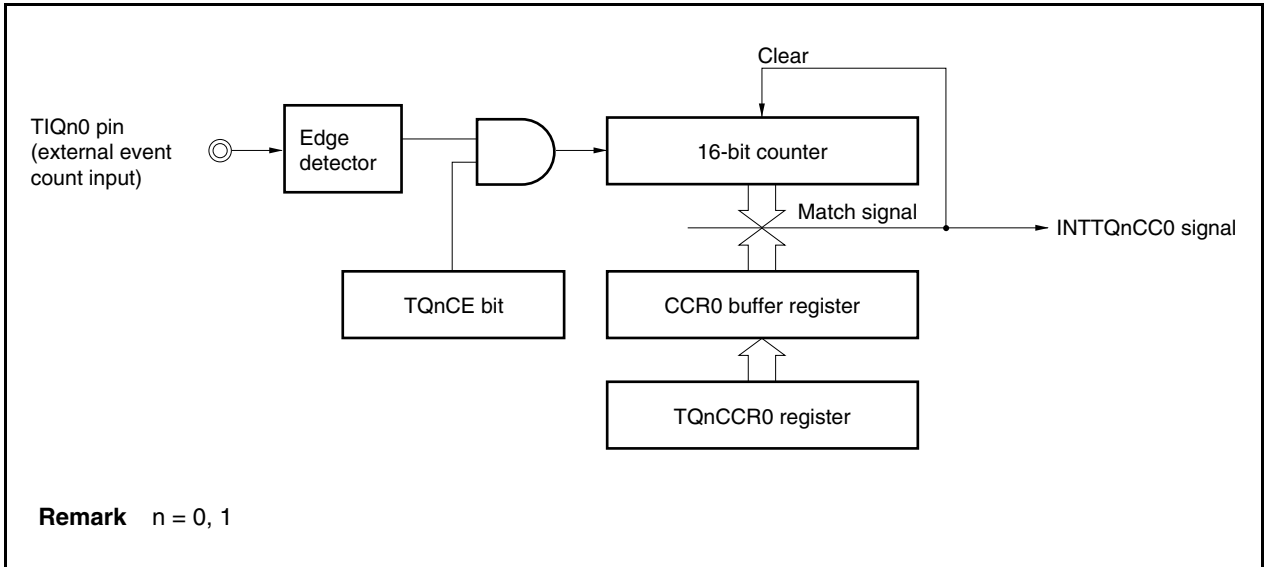 Clear
TIQn0 pin
(external event
count input)
Edge
detector
16-bit counter
Match signal
INTTQnCC0 signal
TQnCE bit
CCR0 buffer register
TQnCCR0 register
Remark n = 0, 1